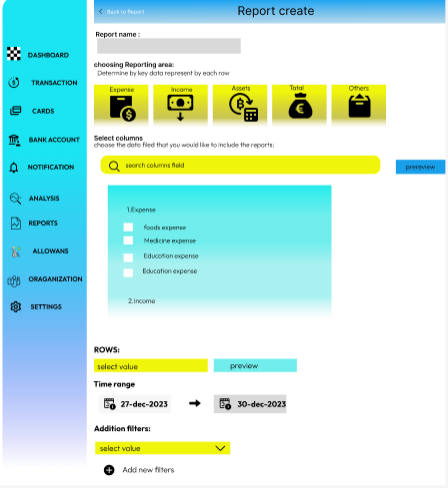 Back to Report
Report create
DASHBOARD
TRANSACTION
CARDS
BANK ACCOUNT
NOTIFICATION
ANALYSIS
REPORTS
ALLOWANS
ORAGANIZATION
SETTINGS
Report name :
choosing Reporting area:
Determine by key data represent by each row
Expense
Income
Assets
Total
Others
Select columns
choose the data filed that you would like to include the reports:
search columns field
prereview
1.Expense
foods expense
Medicine expense
Education expense
Education expense
2.Income
ROWS:
select value
preview
Time range
27-dec-2023
30-dec-2023
Addition filters:
select value
Add new filters